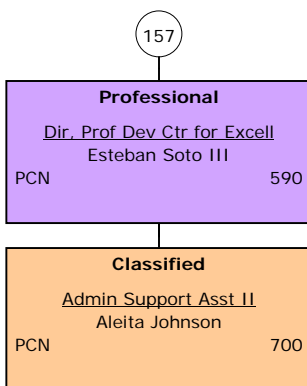 157
Professional
Dir, Prof Dev Ctr for Excell
Esteban Soto III
PCN 590
Classified
Admin Support Asst II
Aleita Johnson
PCN 700